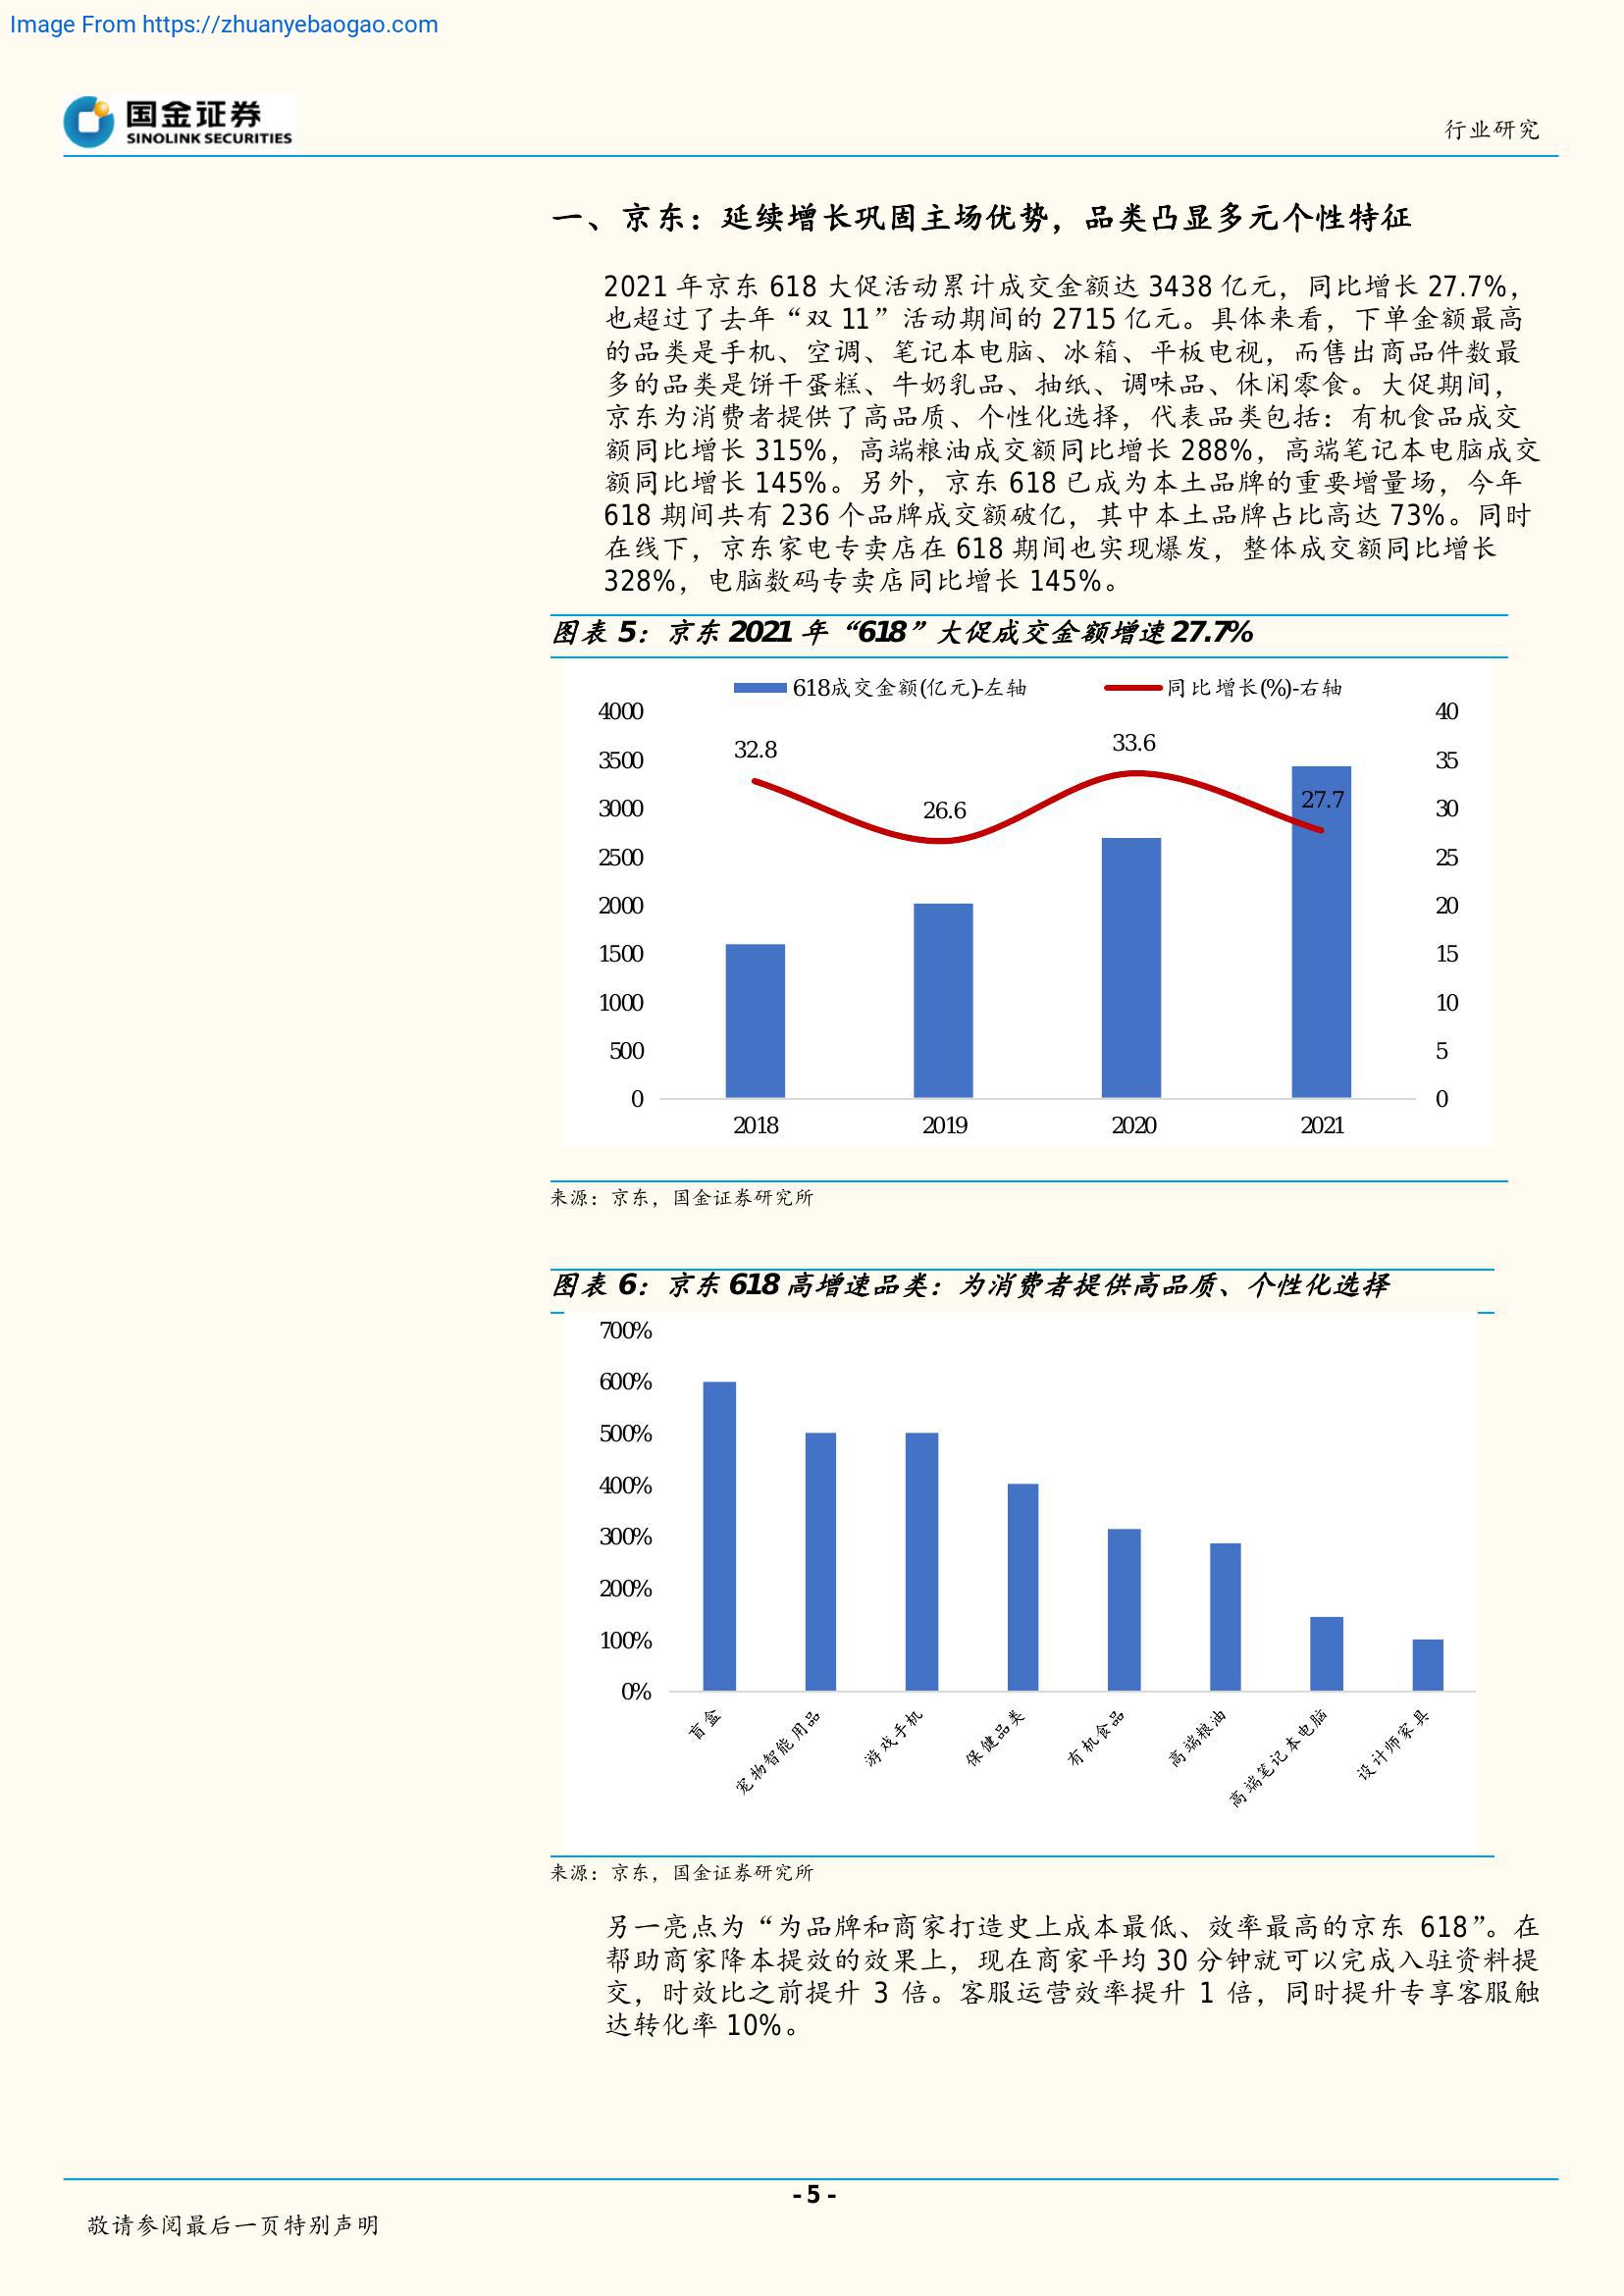 Image From https://zhuanyebaogao.com
国金证券
SINOLINK SECURITIES
行业研究
一、京东：延续增长巩固主场优势，品类凸显多元个性特征
2021 年京东 618 大促活动累计成交金额达 3438 亿元，同比增长 27.7%，
也超过了去年“双 11”活动期间的 2715 亿元。具体来看，下单金额最高
的品类是手机、空调、笔记本电脑、冰箱、平板电视，而售出商品件数最
多的品类是饼干蛋糕、牛奶乳品、抽纸、调味品、休闲零食。大促期间，
京东为消费者提供了高品质、个性化选择，代表品类包括：有机食品成交
额同比增长 315%，高端粮油成交额同比增长 288%，高端笔记本电脑成交
额同比增长 145%。另外，京东 618 已成为本土品牌的重要增量场，今年
618 期间共有 236 个品牌成交额破亿，其中本土品牌占比高达 73%。同时
在线下，京东家电专卖店在 618 期间也实现爆发，整体成交额同比增长
328%，电脑数码专卖店同比增长 145%。
图表 5：京东 2021 年“618”大促成交金额增速 27.7%
618成交金额(亿元)-左轴 同比增长(%)-右轴
4000 40
3500 35
3000 30
2500 25
2000 20
1500 15
1000 10
500 5
0 0
32.8 26.6 33.6 27.7
2018 2019 2020 2021
来源：京东，国金证券研究所
图表 6：京东 618 高增速品类：为消费者提供高品质、个性化选择
700%
600%
500%
400%
300%
200%
100%
0%
盲盒
宠物智能用品
游戏手机
保健品类
有机食品
高端粮油
高端笔记本电脑
设计师家具
来源：京东，国金证券研究所
另一亮点为“为品牌和商家打造史上成本最低、效率最高的京东 618”。在
帮助商家降本提效的效果上，现在商家平均 30 分钟就可以完成入驻资料提
交，时效比之前提升 3 倍。客服运营效率提升 1 倍，同时提升专享客服触
达转化率 10%。
- 5 -
敬请参阅最后一页特别声明